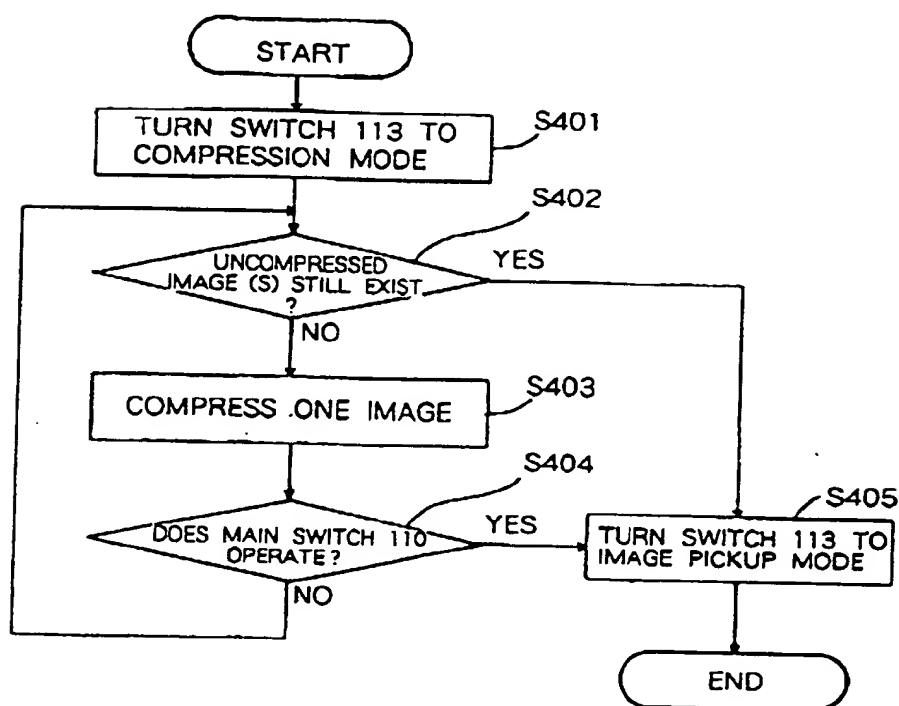 START
TURN SWITCH 113 TO
COMPRESSION MODE
S401
S402
UNCOMPRESSED
IMAGE (S) STILL EXIST
?
YES
NO
S403
COMPRESS .ONE IMAGE
S404
DOES MAIN SWITCH 110
OPERATE?
YES
NO
S405
TURN SWITCH 113 TO
IMAGE PICKUP MODE
END